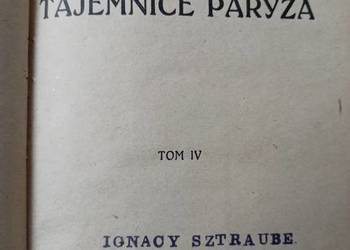 TAJEMNICE PARYŻA
TOM IV
IGNACY SZTRAUBE.